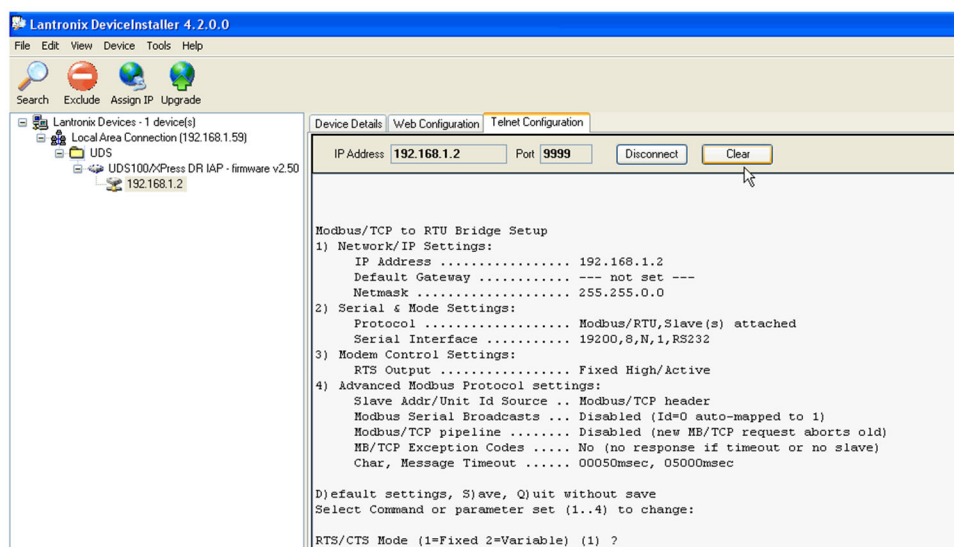 Lantronix DeviceInstaller 4.2.0.0
File Edit View Device Tools Help
Search Exclude Assign IP Upgrade
Lantronix Devices - 1 device(s)
Local Area Connection (192.168.1.59)
UDS
UDS100/XPress DR IAP - firmware v2.50
192.168.1.2
Device Details Web Configuration Telnet Configuration
IP Address 192.168.1.2 Port 9999 Disconnect Clear
Modbus/TCP to RTU Bridge Setup
1) Network/IP Settings:
IP Address ................. 192.168.1.2
Default Gateway ............ --- not set ---
Netmask .................... 255.255.0.0
2) Serial & Mode Settings:
Protocol ................... Modbus/RTU,Slave(s) attached
Serial Interface ........... 19200,8,N,1,RS232
3) Modem Control Settings:
RTS Output ................. Fixed High/Active
4) Advanced Modbus Protocol settings:
Slave Addr/Unit Id Source .. Modbus/TCP header
Modbus Serial Broadcasts ... Disabled (Id=0 auto-mapped to 1)
Modbus/TCP pipeline ........ Disabled (new MB/TCP request aborts old)
MB/TCP Exception Codes ..... No (no response if timeout or no slave)
Char, Message Timeout ...... 00050msec, 05000msec
D)efault settings, S)ave, Q)uit without save
Select Command or parameter set (1..4) to change:
RTS/CTS Mode (1=Fixed 2=Variable) (1) ?